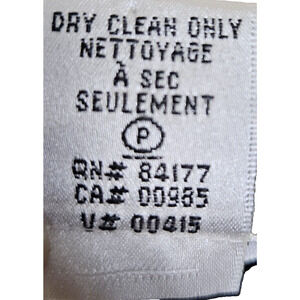 DRY CLEAN ONLY
NETTOYAGE
À SEC
SEULEMENT
P
RN# 84177
CA# 00985
V# 00415